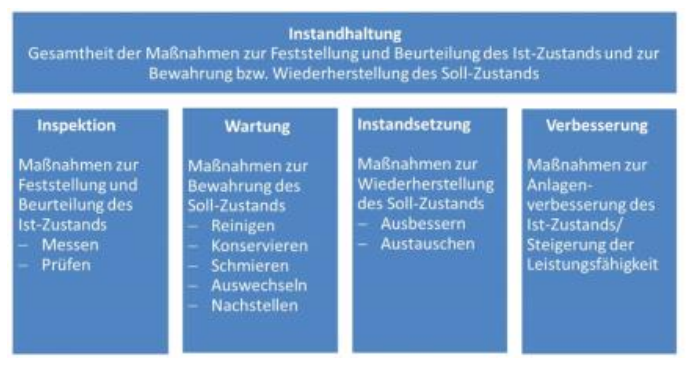 Instandhaltung
Gesamtheit der Maßnahmen zur Feststellung und Beurteilung des Ist-Zustands und zur
Bewahrung bzw. Wiederherstellung des Soll-Zustands
Inspektion
Maßnahmen zur
Feststellung und
Beurteilung des
Ist-Zustands
– Messen
– Prüfen
Wartung
Maßnahmen zur
Bewahrung des
Soll-Zustands
– Reinigen
– Konservieren
– Schmieren
– Auswechseln
– Nachstellen
Instandsetzung
Maßnahmen zur
Wiederherstellung
des Soll-Zustands
– Ausbessern
– Austauschen
Verbesserung
Maßnahmen zur
Anlagen-
verbesserung des
Ist-Zustands/
Steigerung der
Leistungsfähigkeit